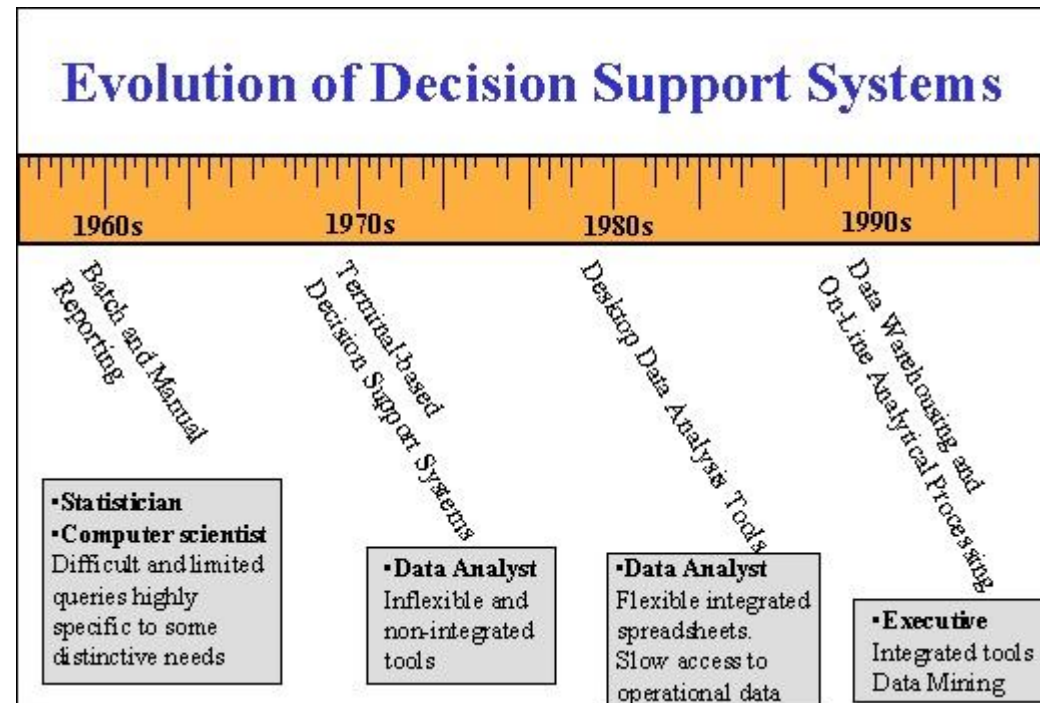 Evolution of Decision Support Systems
1960s
1970s
1980s
1990s
Batch and Manual
Reporting
Terminal-based
Decision Support Systems
Desktop Data Analysis Tools
Data Warehousing and
On-Line Analytical Processing
▪Statistician
▪Computer scientist
Difficult and limited
queries highly
specific to some
distinctive needs
▪Data Analyst
Inflexible and
non-integrated
tools
▪Data Analyst
Flexible integrated
spreadsheets.
Slow access to
operational data
▪Executive
Integrated tools
Data Mining